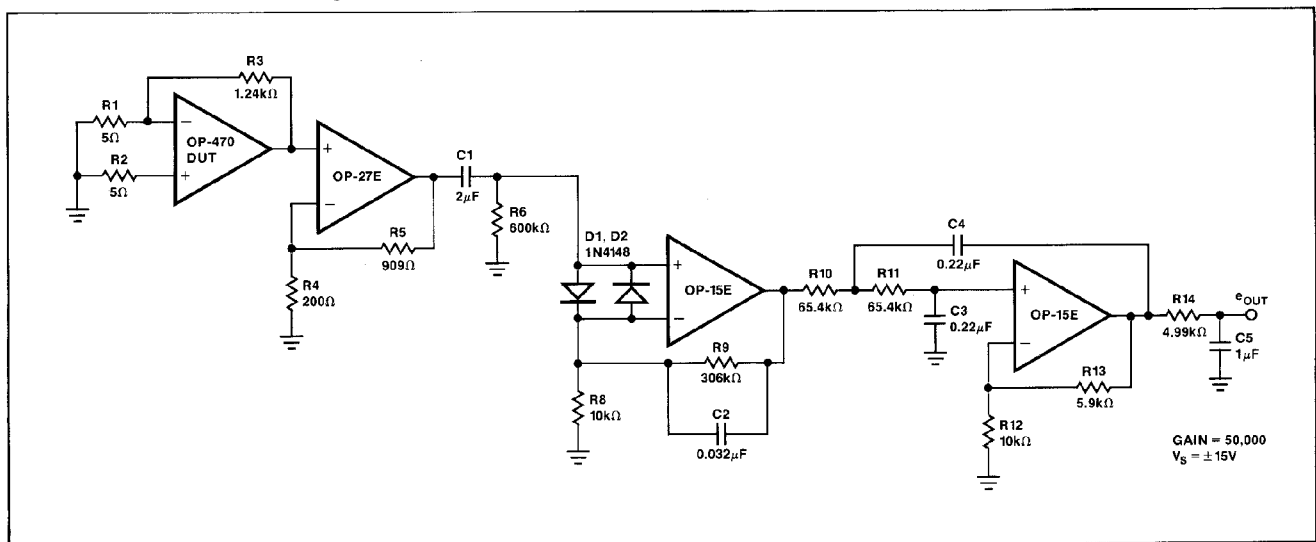 R3
1.24kΩ
R1
5Ω
−
OP-470
DUT
+
R2
5Ω
+
OP-27E
−
R5
909Ω
R4
200Ω
C1
2μF
R6
600kΩ
D1, D2
1N4148
+
OP-15E
−
R9
306kΩ
R8
10kΩ
C2
0.032μF
R10
65.4kΩ
R11
65.4kΩ
C4
0.22μF
C3
0.22μF
+
OP-15E
−
R13
5.9kΩ
R12
10kΩ
R14
4.99kΩ
eOUT
C5
1μF
GAIN = 50,000
VS = ±15V